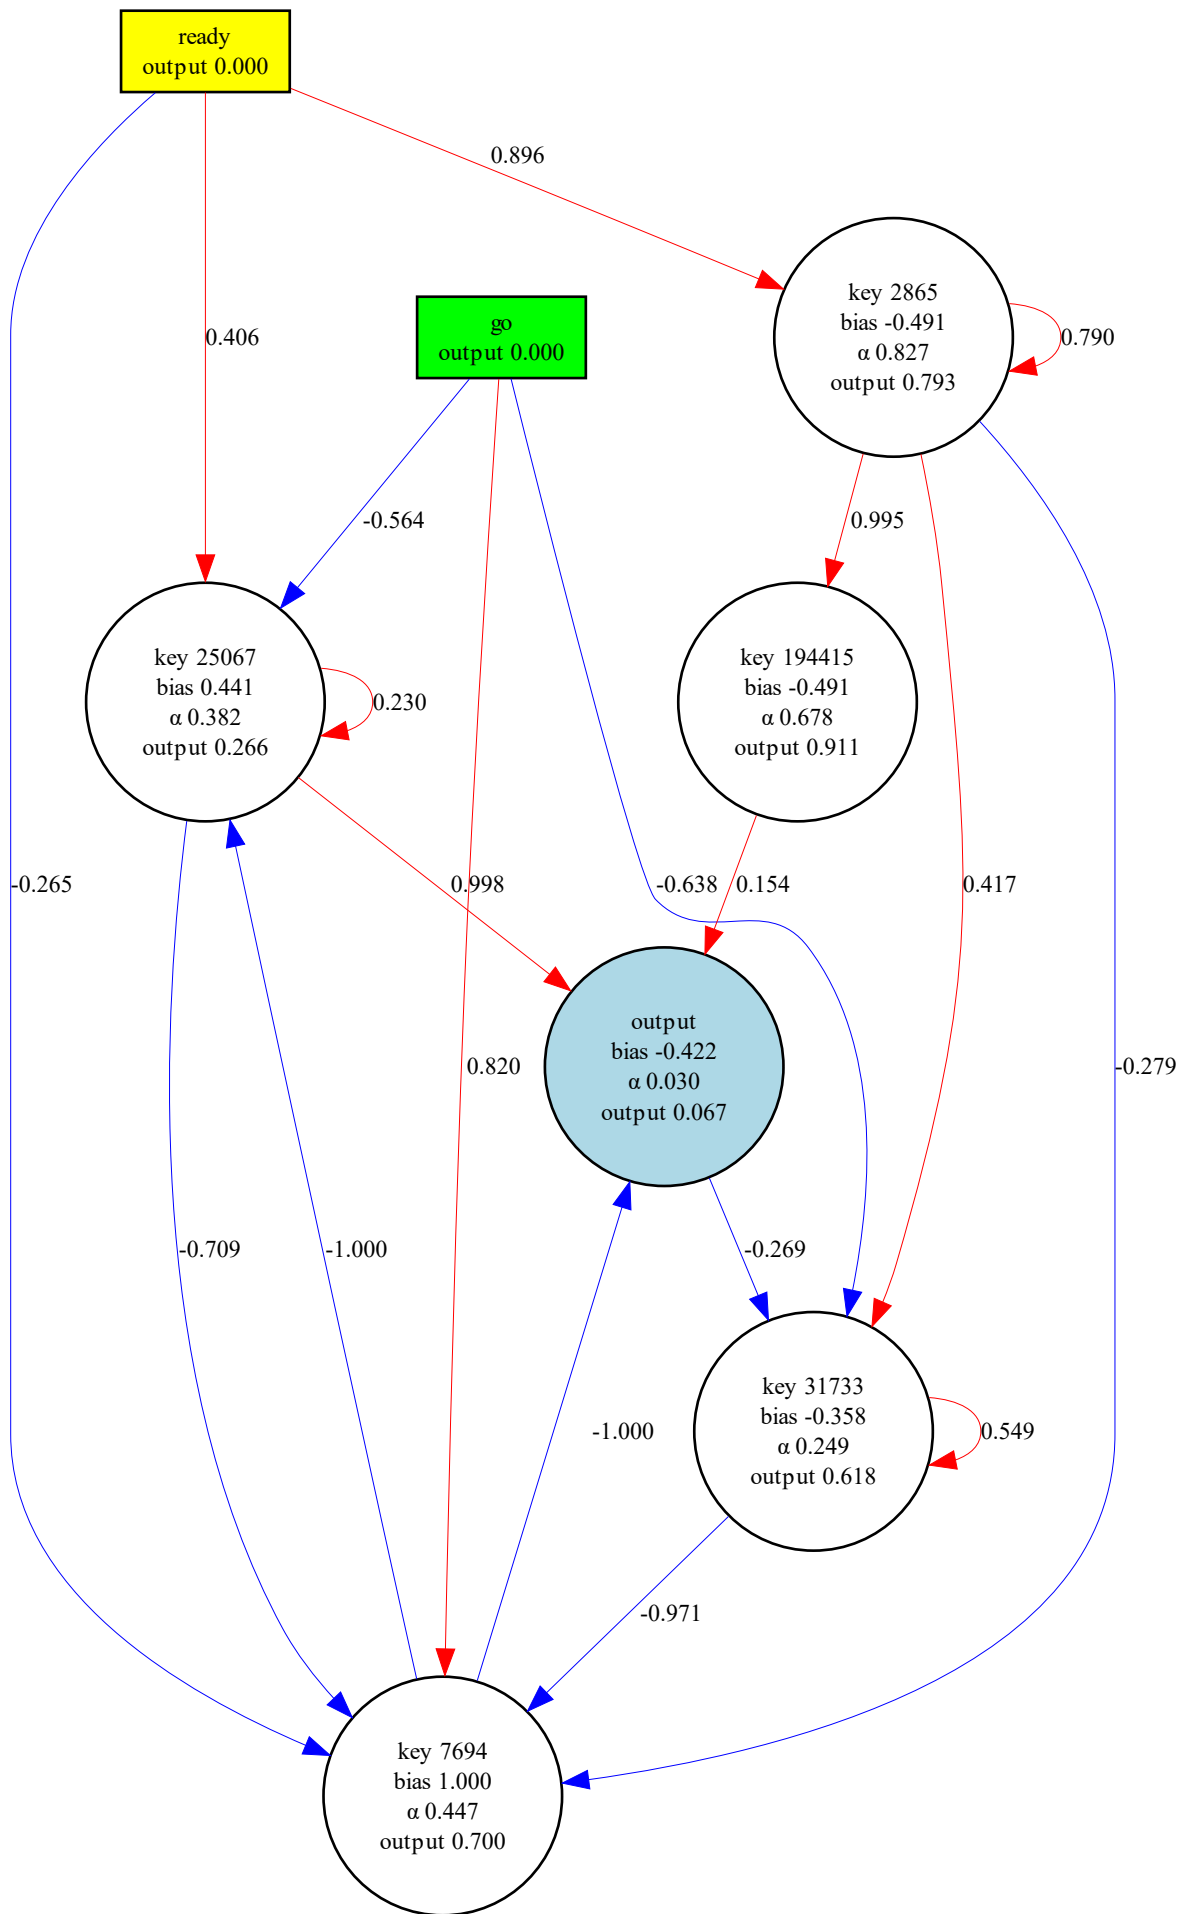 ready
output 0.000
0.896
key 2865
bias -0.491
α 0.827
output 0.793
0.790
go
output 0.000
0.406
-0.564
0.995
key 25067
bias 0.441
α 0.382
output 0.266
0.230
key 194415
bias -0.491
α 0.678
output 0.911
-0.265
0.998
-0.638
0.154
0.417
output
bias -0.422
α 0.030
output 0.067
0.820
-0.279
-0.709
-1.000
-0.269
key 31733
bias -0.358
α 0.249
output 0.618
-1.000
0.549
-0.971
key 7694
bias 1.000
α 0.447
output 0.700